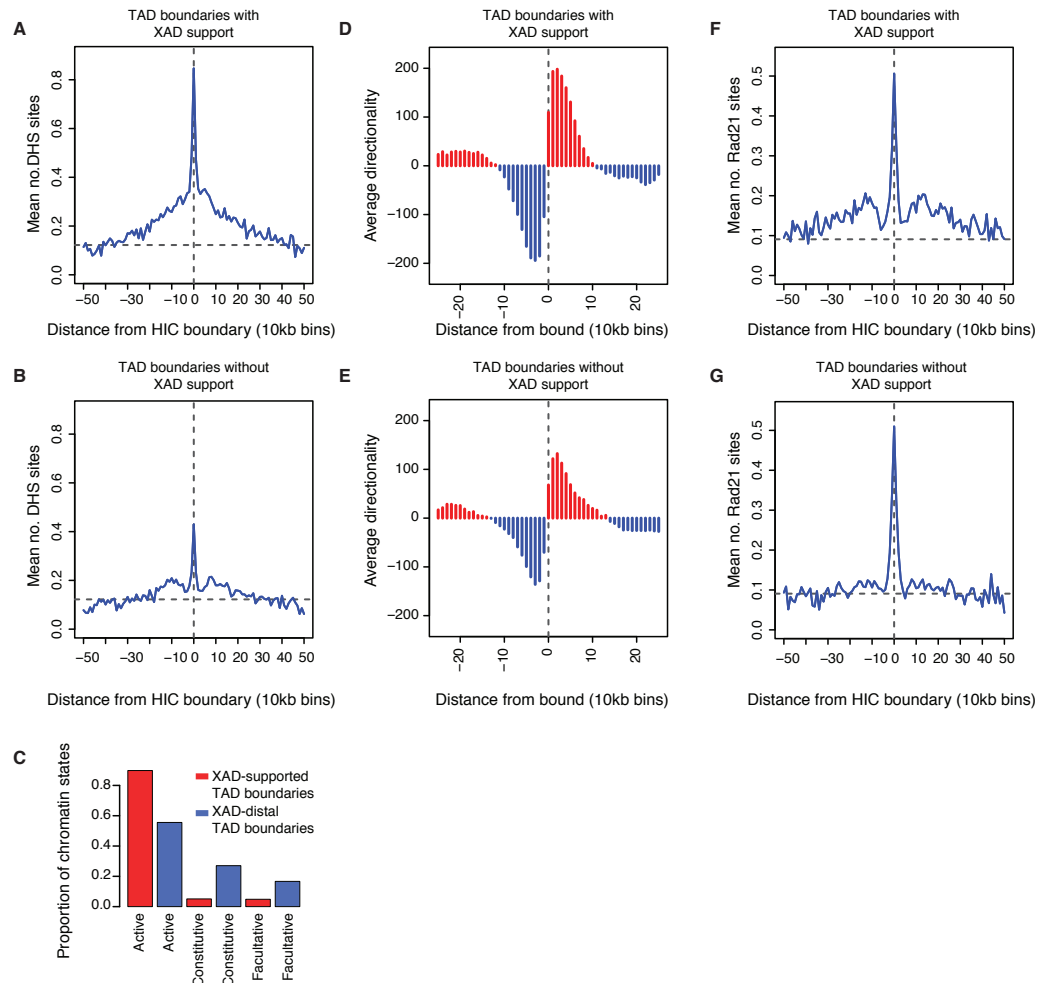 A
TAD boundaries with
XAD support
Mean no.DHS sites
0.0
0.2
0.4
0.6
0.8
−50
−30
−10
0
10
20
30
40
50
Distance from HIC boundary (10kb bins)
D
TAD boundaries with
XAD support
Average directionality
200
100
0
−100
−200
−20
−10
0
10
20
Distance from bound (10kb bins)
F
TAD boundaries with
XAD support
Mean no. Rad21 sites
0.0
0.1
0.2
0.3
0.4
0.5
−50
−30
−10
0
10
20
30
40
50
Distance from HIC boundary (10kb bins)
B
TAD boundaries without
XAD support
Mean no. DHS sites
0.0
0.2
0.4
0.6
0.8
−50
−30
−10
0
10
20
30
40
50
Distance from HIC boundary (10kb bins)
E
TAD boundaries without
XAD support
Average directionality
200
100
0
−100
−200
−20
−10
0
10
20
Distance from bound (10kb bins)
G
TAD boundaries without
XAD support
Mean no. Rad21 sites
0.0
0.1
0.2
0.3
0.4
0.5
−50
−30
−10
0
10
20
30
40
50
Distance from HIC boundary (10kb bins)
C
Proportion of chromatin states
0.8
0.6
0.4
0.2
0.0
XAD-supported
TAD boundaries
XAD-distal
TAD boundaries
Active
Active
Constitutive
Constitutive
Facultative
Facultative